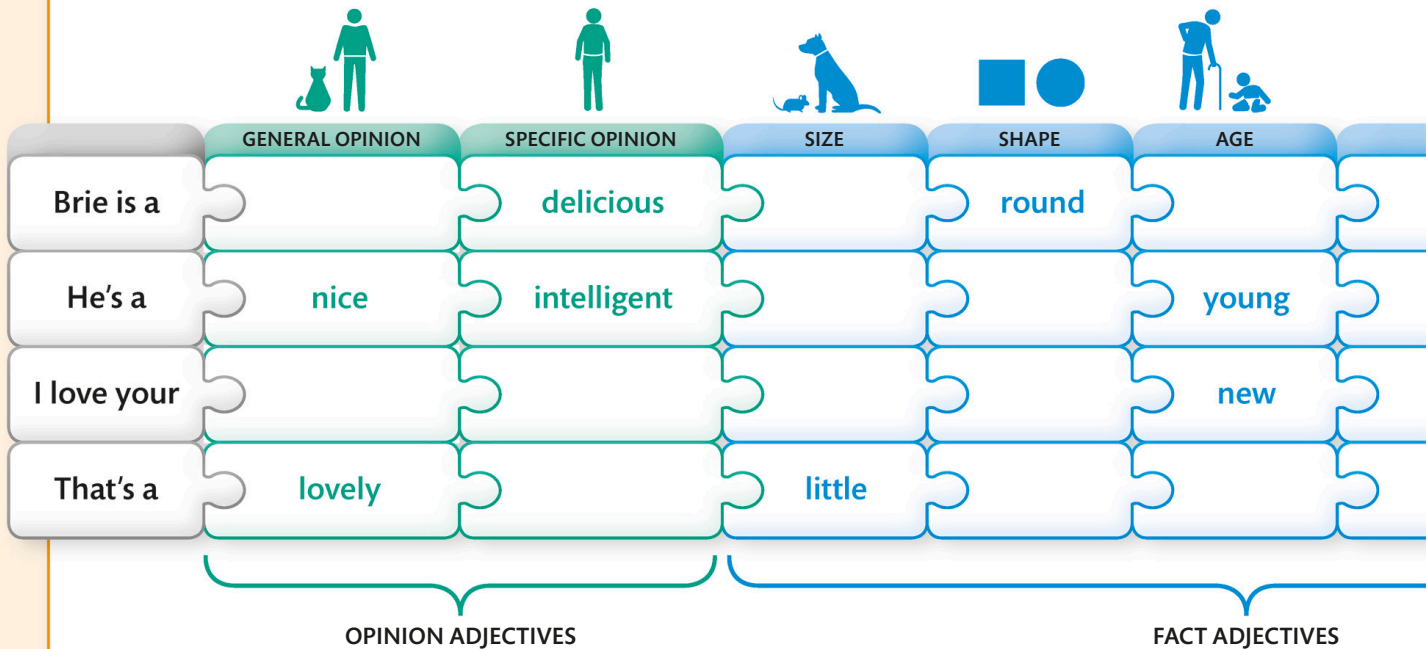 GENERAL OPINION SPECIFIC OPINION SIZE SHAPE AGE
Brie is a delicious round
He's a nice intelligent young
I love your new
That's a lovely little
OPINION ADJECTIVES FACT ADJECTIVES